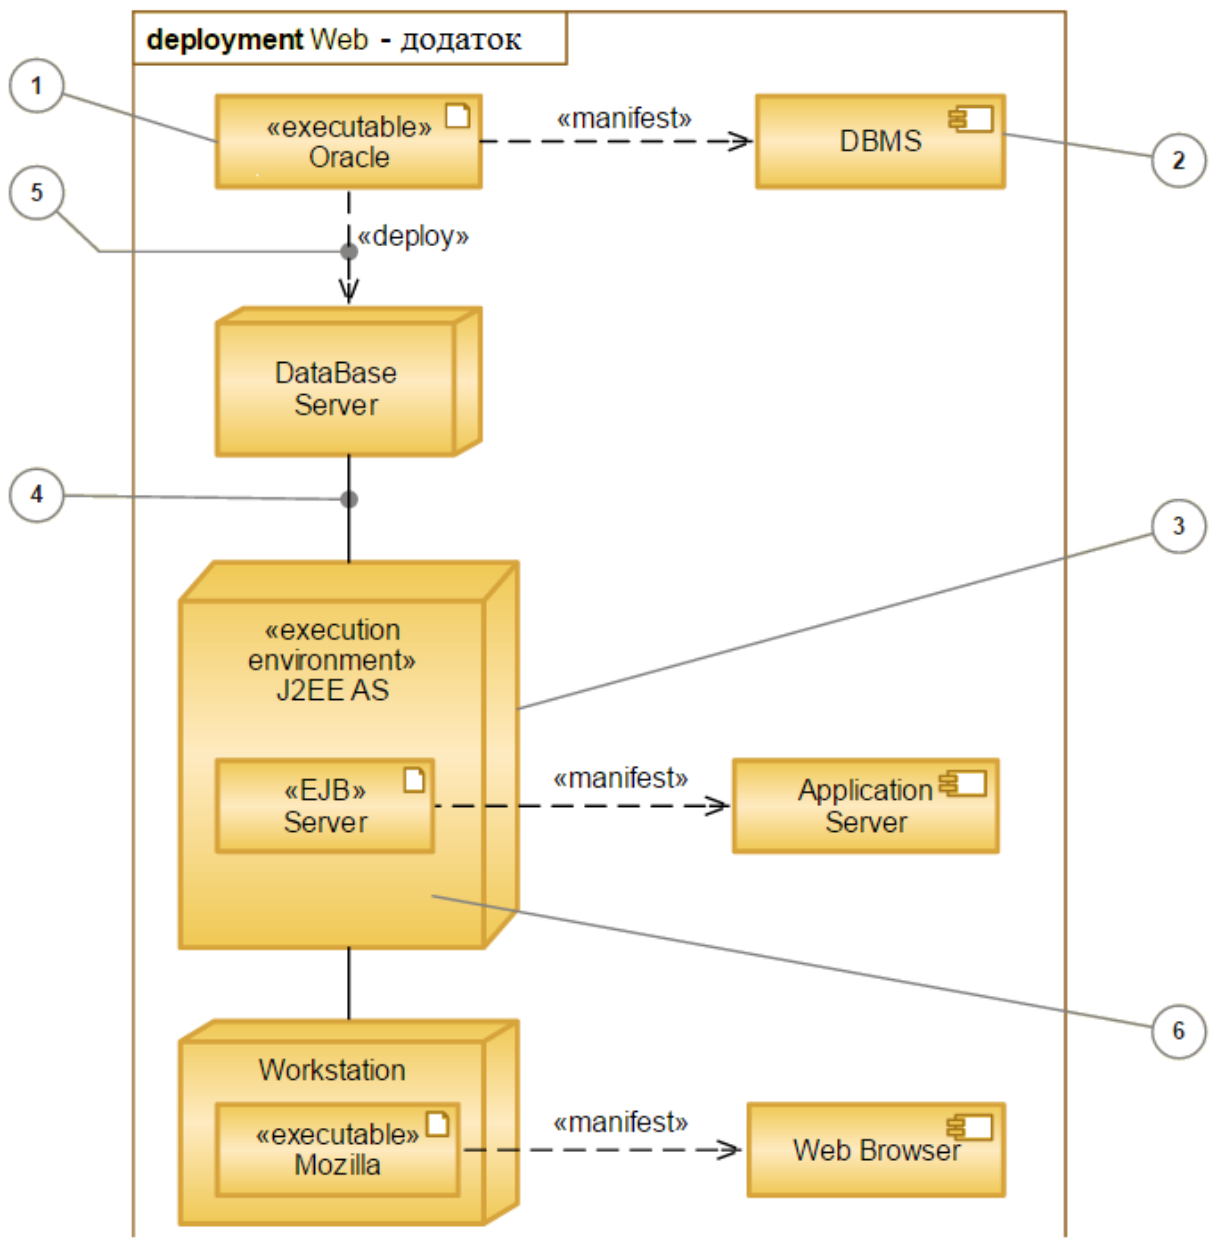 deployment Web - додаток
1
«executable»
Oracle
«manifest»
DBMS
2
5
«deploy»
DataBase
Server
4
3
«execution
environment»
J2EE AS
«EJB»
Server
«manifest»
Application
Server
6
Workstation
«executable»
Mozilla
«manifest»
Web Browser